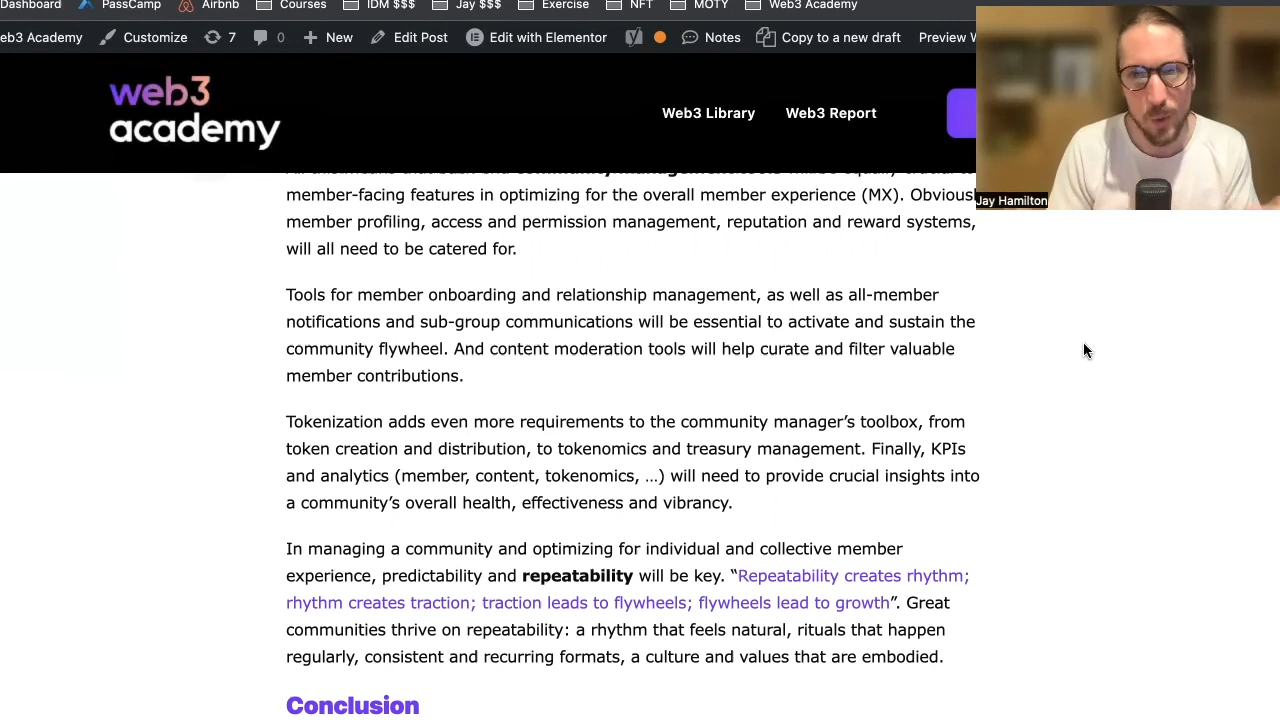 Dashboard PassCamp Airbnb Courses IDM $$$ Jay $$$ Exercise NFT MOTY Web3 Academy
eb3 Academy Customize 7 0 New Edit Post Edit with Elementor Notes Copy to a new draft Preview
web3
academy
Web3 Library Web3 Report
Jay Hamilton
member-facing features in optimizing for the overall member experience (MX). Obvious
member profiling, access and permission management, reputation and reward systems,
will all need to be catered for.
Tools for member onboarding and relationship management, as well as all-member
notifications and sub-group communications will be essential to activate and sustain the
community flywheel. And content moderation tools will help curate and filter valuable
member contributions.
Tokenization adds even more requirements to the community manager’s toolbox, from
token creation and distribution, to tokenomics and treasury management. Finally, KPIs
and analytics (member, content, tokenomics, …) will need to provide crucial insights into
a community’s overall health, effectiveness and vibrancy.
In managing a community and optimizing for individual and collective member
experience, predictability and repeatability will be key. “Repeatability creates rhythm;
rhythm creates traction; traction leads to flywheels; flywheels lead to growth”. Great
communities thrive on repeatability: a rhythm that feels natural, rituals that happen
regularly, consistent and recurring formats, a culture and values that are embodied.
Conclusion